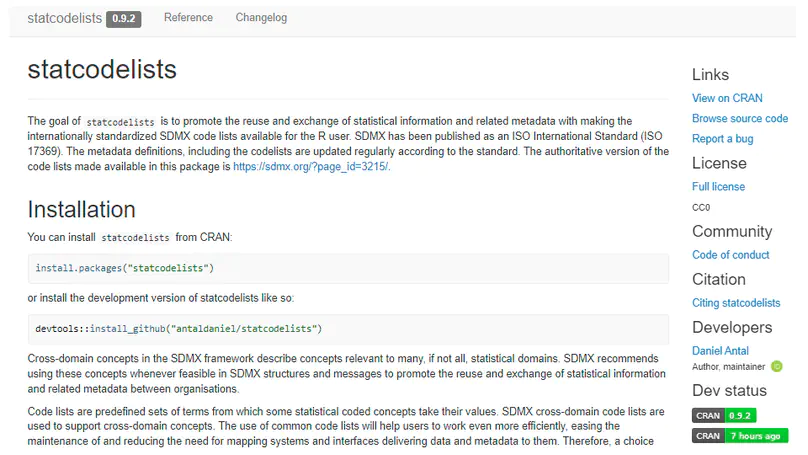 statcodelists 0.9.2 Reference Changelog
statcodelists
The goal of statcodelists is to promote the reuse and exchange of statistical information and related metadata with making the
internationally standardized SDMX code lists available for the R user. SDMX has been published as an ISO International Standard (ISO
17369). The metadata definitions, including the codelists are updated regularly according to the standard. The authoritative version of the
code lists made available in this package is https://sdmx.org/?page_id=3215/.
Installation
You can install statcodelists from CRAN:
install.packages("statcodelists")
or install the development version of statcodelists like so:
devtools::install_github("antaldaniel/statcodelists")
Cross-domain concepts in the SDMX framework describe concepts relevant to many, if not all, statistical domains. SDMX recommends
using these concepts whenever feasible in SDMX structures and messages to promote the reuse and exchange of statistical information
and related metadata between organisations.
Code lists are predefined sets of terms from which some statistical coded concepts take their values. SDMX cross-domain code lists are
used to support cross-domain concepts. The use of common code lists will help users to work even more efficiently, easing the
maintenance of and reducing the need for mapping systems and interfaces delivering data and metadata to them. Therefore, a choice
Links
View on CRAN
Browse source code
Report a bug
License
Full license
CC0
Community
Code of conduct
Citation
Citing statcodelists
Developers
Daniel Antal
Author, maintainer iD
Dev status
CRAN 0.9.2
CRAN 7 hours ago